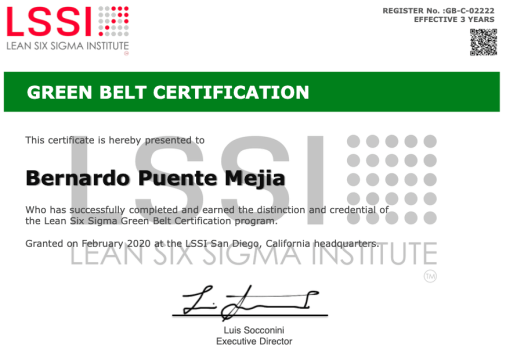 LSSI
LEAN SIX SIGMA INSTITUTE
REGISTER No. :GB-C-02222
EFFECTIVE 3 YEARS
GREEN BELT CERTIFICATION
This certificate is hereby presented to
LSSI
Bernardo Puente Mejia
Who has successfully completed and earned the distinction and credential of
the Lean Six Sigma Green Belt Certification program.
Granted on February 2020 at the LSSI San Diego, California headquarters.
LEAN SIX SIGMA INSTITUTE
TM
Luis Socconini
Executive Director